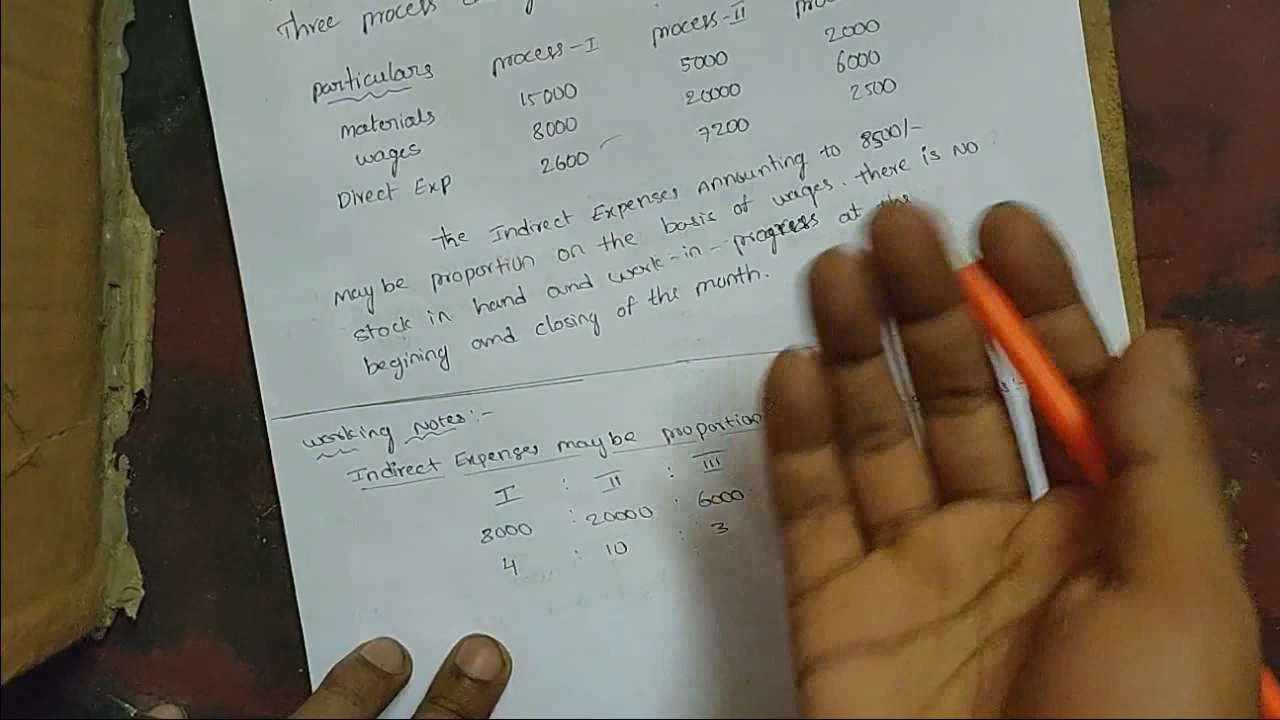 Three process
particulars process-I process-II
materials 15000 5000 2000
wages 8000 20000 6000
Direct Exp 2600 7200 2500
the Indirect Expenses Amounting to 8500/-
may be proportion on the basis of wages. there is No
stock in hand and work-in-progress at the
begining and closing of the month.
working Notes:-
Indirect Expenses may be proportion
I : II : III
8000 : 20000 : 6000
4 : 10 : 3